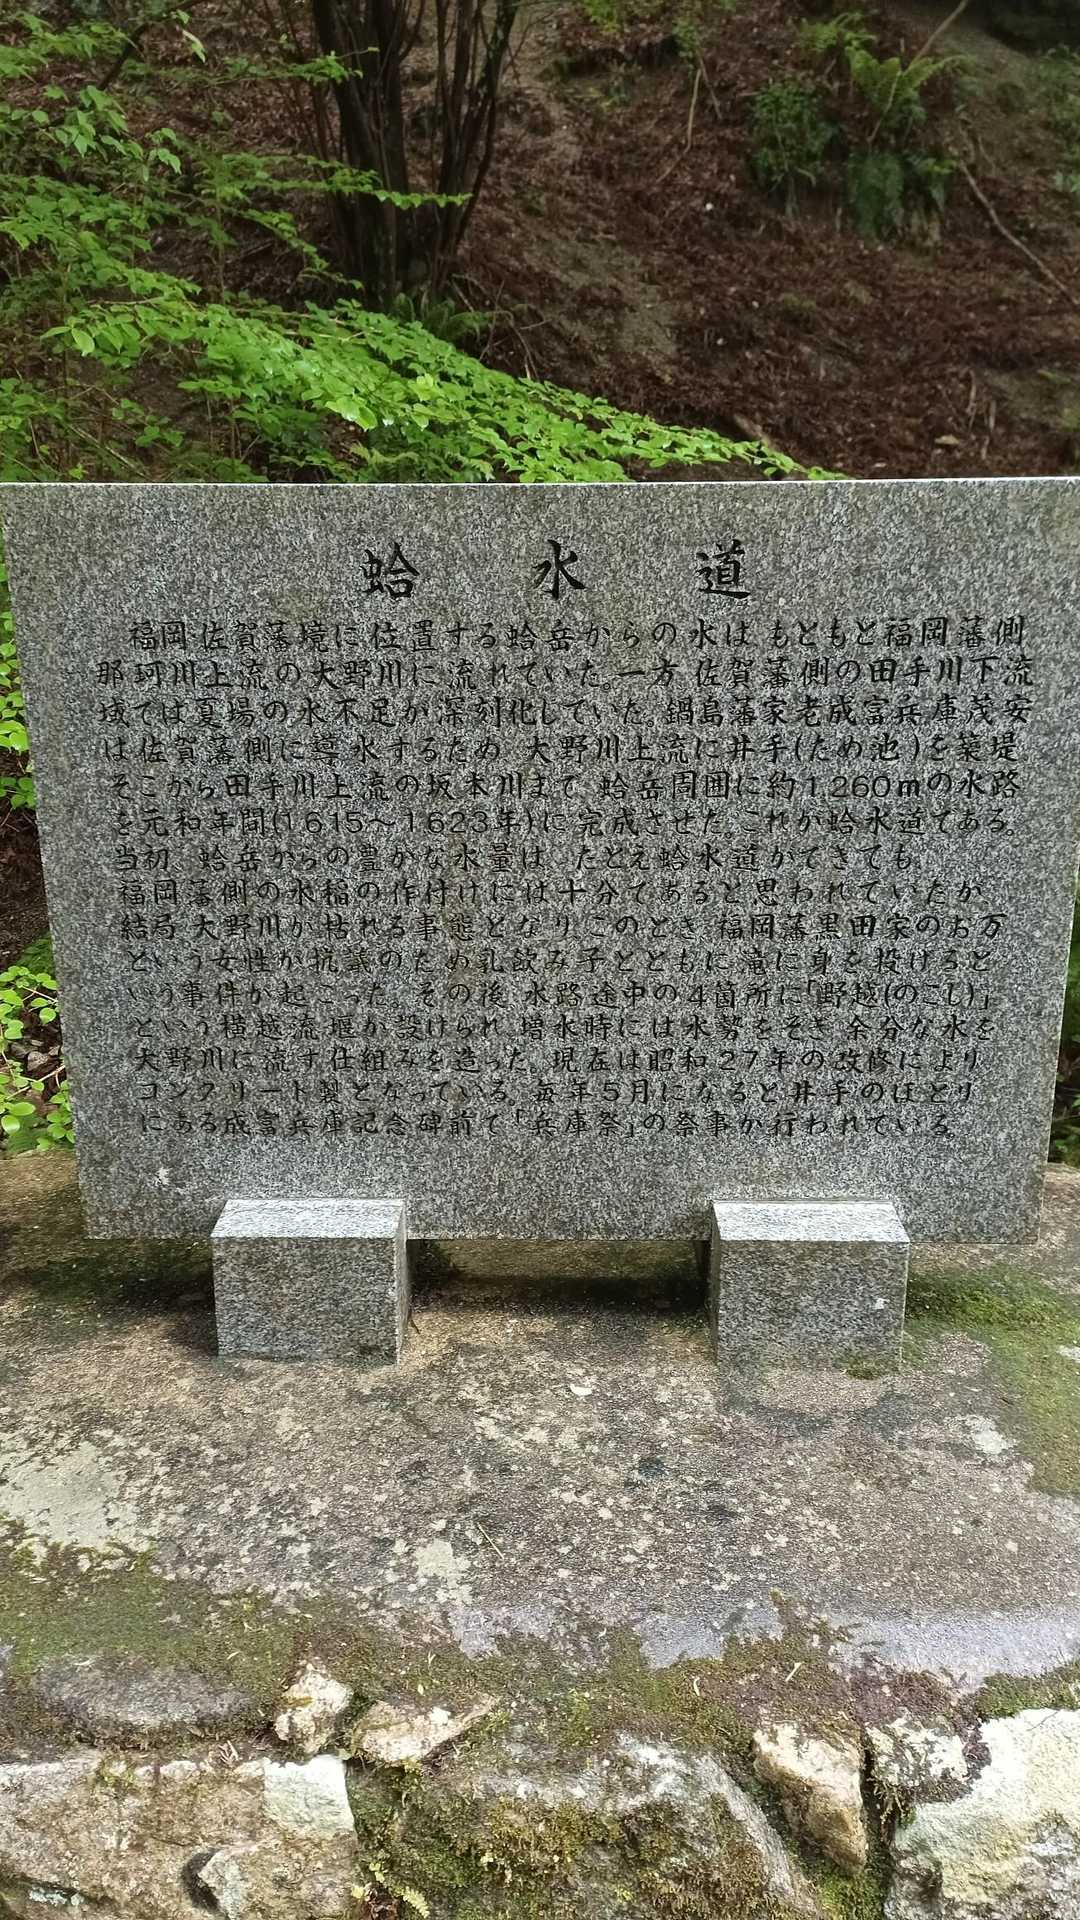 蛤水道
福岡・佐賀藩境に位置する蛤岳からの水は、もともと福岡藩側
那珂川上流の大野川に流れていた。一方、佐賀藩側の田手川下流
域では夏場の水不足が深刻化していた。鍋島藩家老成富兵庫茂安
は佐賀藩側に導水するため、大野川上流に井手(ため池)を築堤。
そこから田手川上流の坂本川まで、蛤岳周囲に約1,260mの水路
を元和年間(1615～1623年)に完成させた。これが蛤水道である。
当初、蛤岳からの豊かな水量は、たとえ蛤水道ができても、
福岡藩側の水稲の作付けには十分であると思われていたが、
結局、大野川が枯れる事態となり、このとき、福岡藩黒田家のお万
という女性が抗議のため乳飲み子とともに滝に身を投げると
いう事件が起こった。その後、水路途中の4箇所に「野越(のこし)」
という横越流堰が設けられ、増水時には水勢をそぎ、余分な水を
大野川に流す仕組みを造った。現在は昭和27年の改修により
コンクリート製となっている。毎年5月になると井手のほとり
にある成富兵庫記念碑前で「兵庫祭」の祭事が行われている。